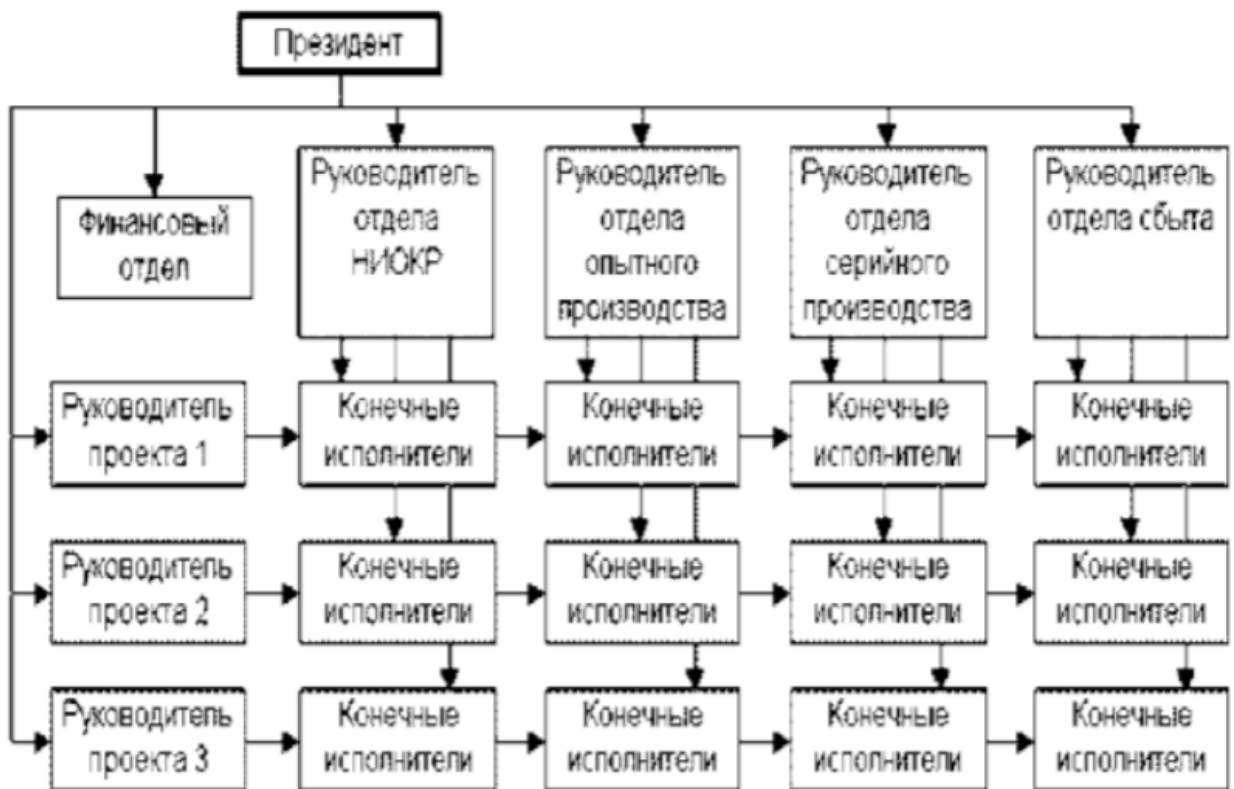 Президент
Финансовый
отдел
Руководитель
отдела
НИОКР
Руководитель
отдела
опытного
производства
Руководитель
отдела
серийного
производства
Руководитель
отдела сбыта
Руководитель
проекта 1
Конечные
исполнители
Конечные
исполнители
Конечные
исполнители
Конечные
исполнители
Руководитель
проекта 2
Конечные
исполнители
Конечные
исполнители
Конечные
исполнители
Конечные
исполнители
Руководитель
проекта 3
Конечные
исполнители
Конечные
исполнители
Конечные
исполнители
Конечные
исполнители